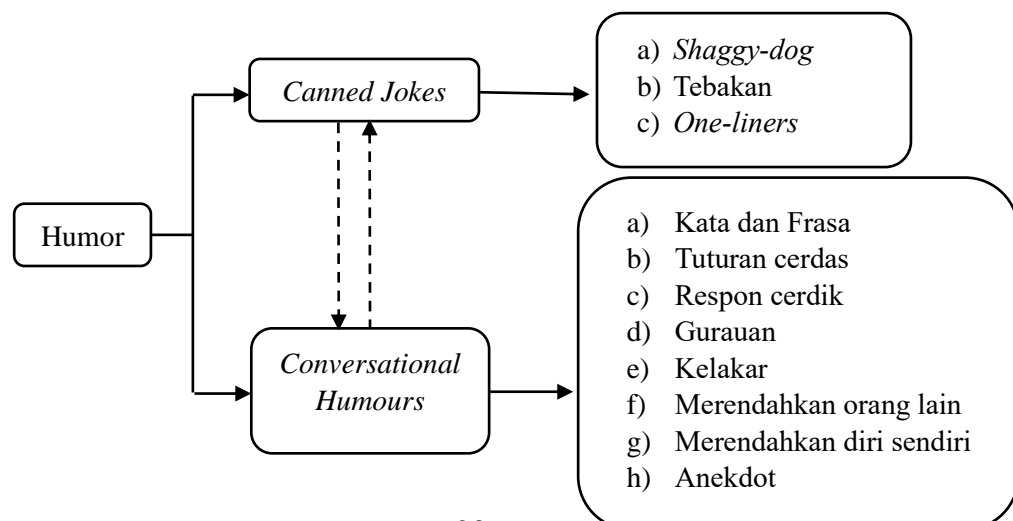 Humor
Canned Jokes
a) Shaggy-dog
b) Tebakan
c) One-liners
Conversational
Humours
a) Kata dan Frasa
b) Tuturan cerdas
c) Respon cerdik
d) Gurauan
e) Kelakar
f) Merendahkan orang lain
g) Merendahkan diri sendiri
h) Anekdot